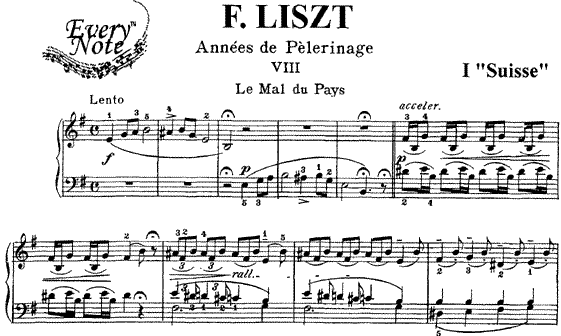 Every
Note
F. LISZT
Années de Pèlerinage
VIII
I "Suisse"
Le Mal du Pays
Lento
acceler.
f
p
p
rall.